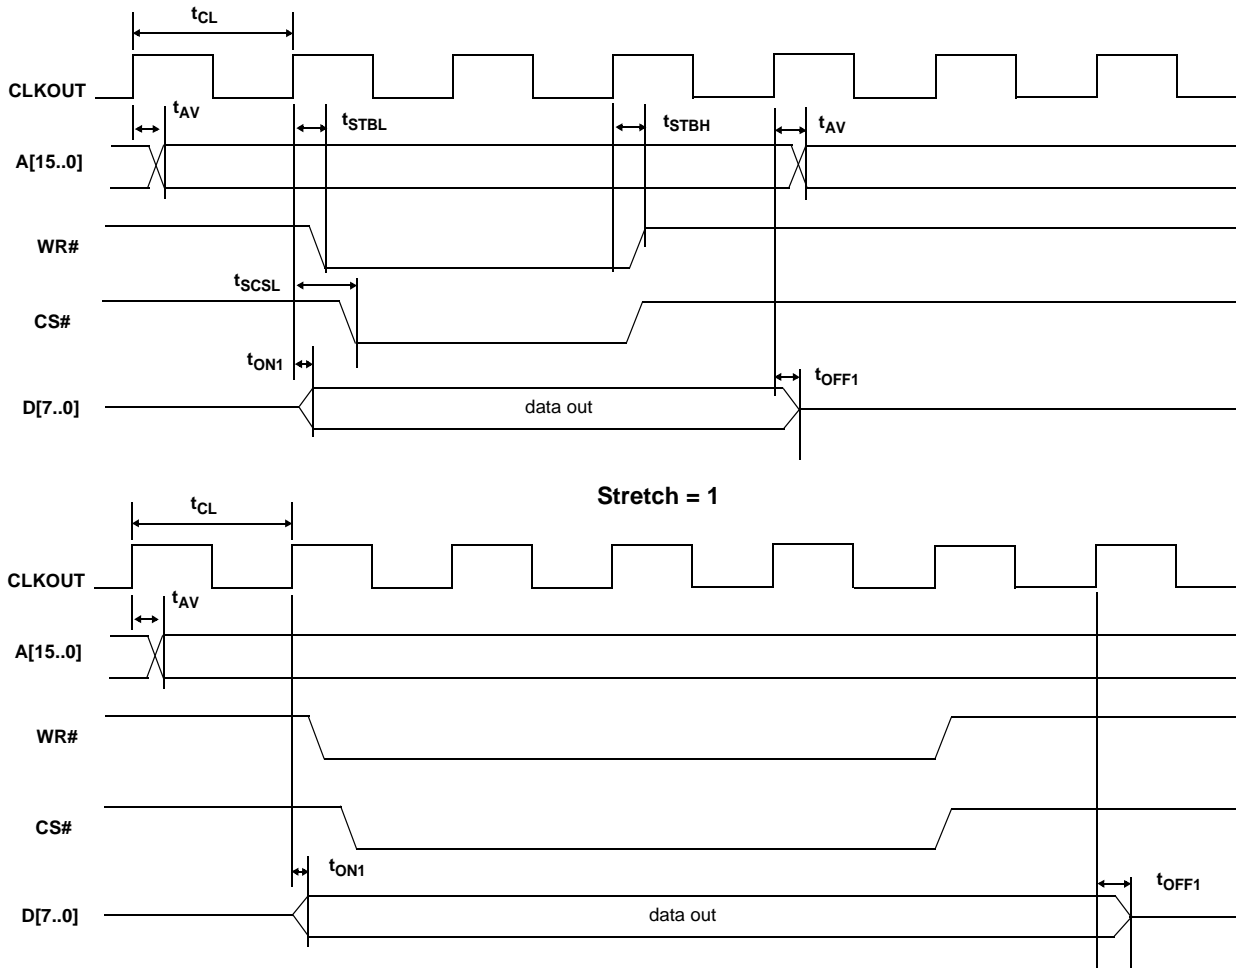 tCL
CLKOUT
tAV
tSTBL
tSTBH
tAV
A[15..0]
WR#
tSCSL
CS#
tON1
tOFF1
D[7..0]
data out
Stretch = 1
tCL
CLKOUT
tAV
A[15..0]
WR#
CS#
tON1
tOFF1
D[7..0]
data out